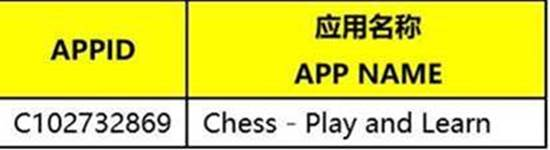 APPID
应用名称
APP NAME
C102732869
Chess - Play and Learn